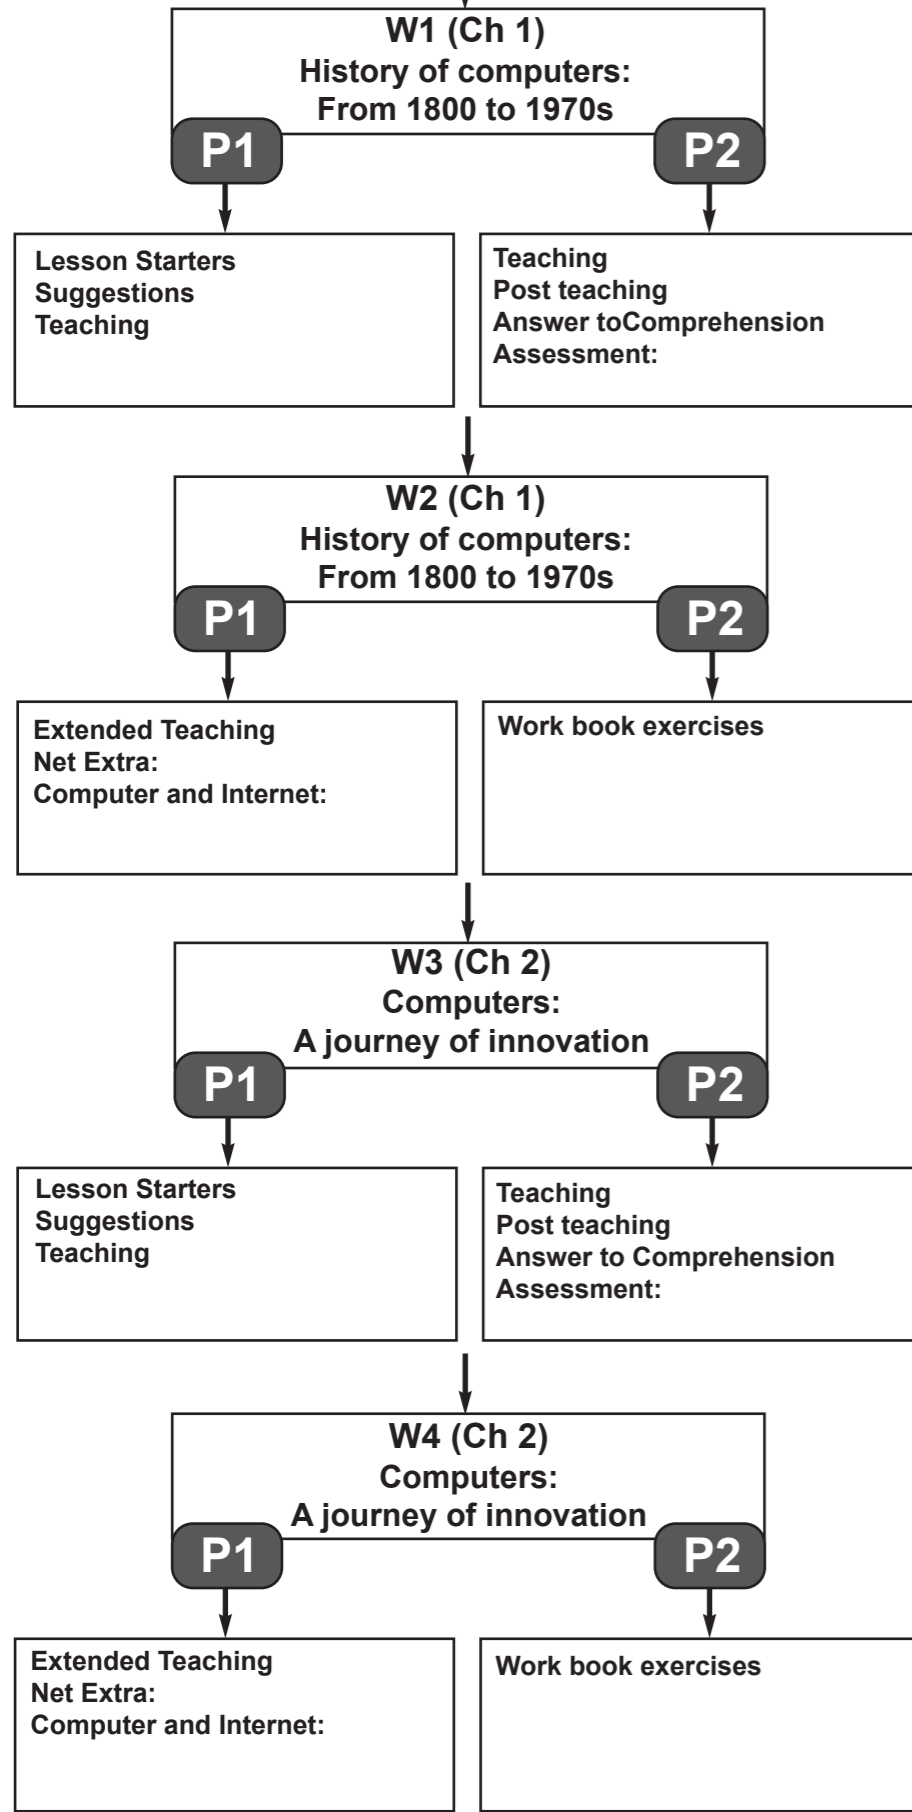 W1 (Ch 1)
History of computers:
From 1800 to 1970s
P1
P2
Lesson Starters
Suggestions
Teaching
Teaching
Post teaching
Answer toComprehension
Assessment:
W2 (Ch 1)
History of computers:
From 1800 to 1970s
P1
P2
Extended Teaching
Net Extra:
Computer and Internet:
Work book exercises
W3 (Ch 2)
Computers:
A journey of innovation
P1
P2
Lesson Starters
Suggestions
Teaching
Teaching
Post teaching
Answer to Comprehension
Assessment:
W4 (Ch 2)
Computers:
A journey of innovation
P1
P2
Extended Teaching
Net Extra:
Computer and Internet:
Work book exercises